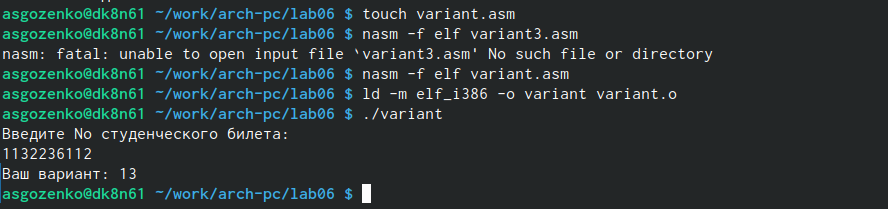 asgozenko@dk8n61 ~/work/arch-pc/lab06 $ touch variant.asm
asgozenko@dk8n61 ~/work/arch-pc/lab06 $ nasm -f elf variant3.asm
nasm: fatal: unable to open input file `variant3.asm' No such file or directory
asgozenko@dk8n61 ~/work/arch-pc/lab06 $ nasm -f elf variant.asm
asgozenko@dk8n61 ~/work/arch-pc/lab06 $ ld -m elf_i386 -o variant variant.o
asgozenko@dk8n61 ~/work/arch-pc/lab06 $ ./variant
Введите No студенческого билета:
1132236112
Ваш вариант: 13
asgozenko@dk8n61 ~/work/arch-pc/lab06 $